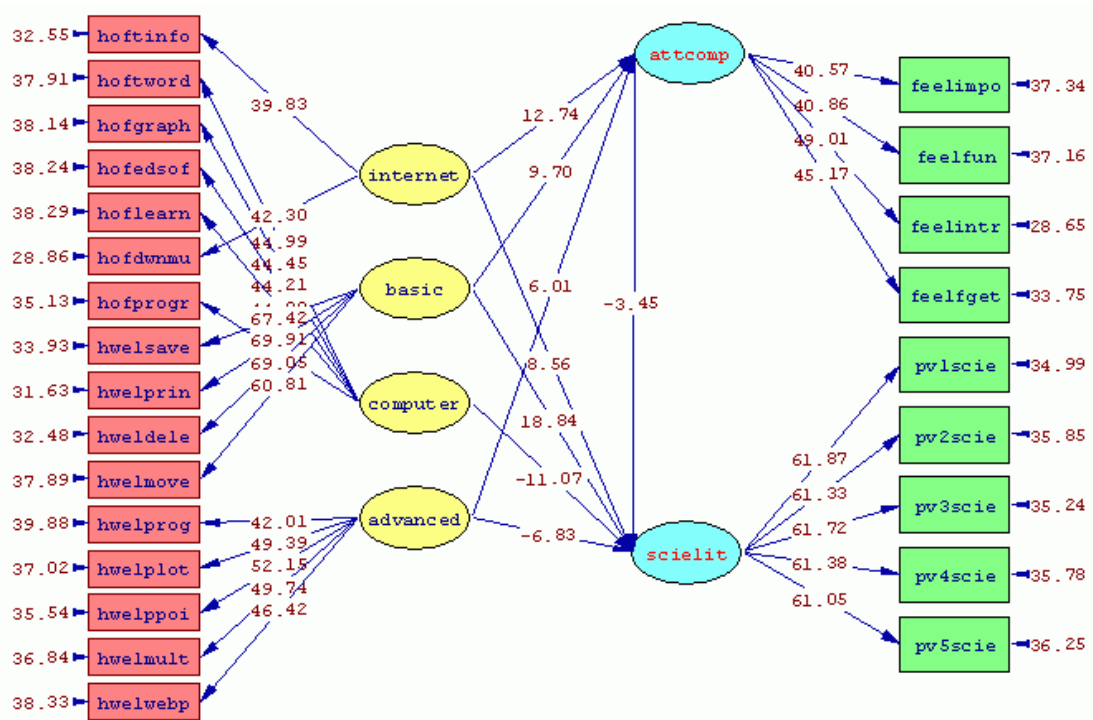 32.55 hoftinfo
37.91 hoftword
38.14 hofgraph
38.24 hofedsof
38.29 hoflearn
28.86 hofdwnmu
35.13 hofprogr
33.93 hwelsave
31.63 hwelprin
32.48 hweldele
37.89 hwelmove
39.88 hwelprog
37.02 hwelplot
35.54 hwelppoi
36.84 hwelmult
38.33 hwelwebp
39.83
42.30
44.99
44.45
44.21
67.42
69.91
69.05
60.81
42.01
49.39
52.15
49.74
46.42
internet
basic
computer
advanced
12.74
9.70
6.01
-3.45
8.56
18.84
-11.07
-6.83
attcomp
scielit
40.57
40.86
49.01
45.17
61.87
61.33
61.72
61.38
61.05
feelimpo 37.34
feelfun 37.16
feelintr 28.65
feelfget 33.75
pv1scie 34.99
pv2scie 35.85
pv3scie 35.24
pv4scie 35.78
pv5scie 36.25